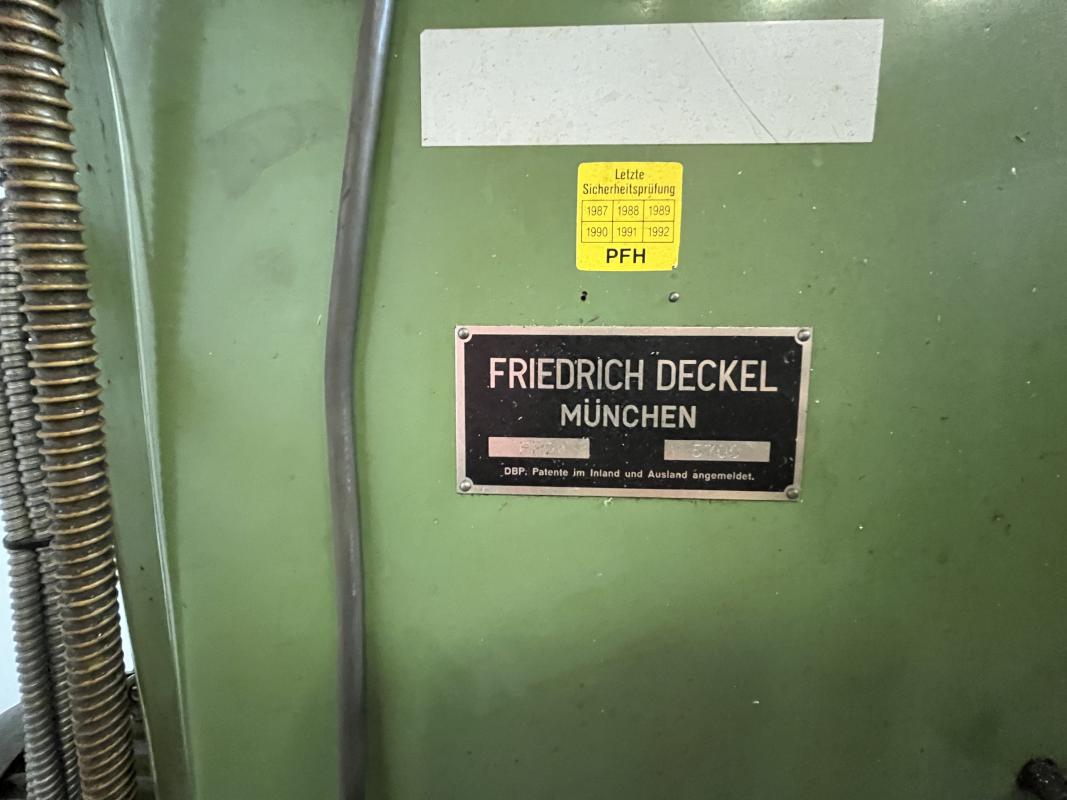 Letzte
Sicherheitsprüfung
1987 1988 1989
1990 1991 1992
PFH
FRIEDRICH DECKEL
MÜNCHEN
DBP. Patente im Inland und Ausland angemeldet.